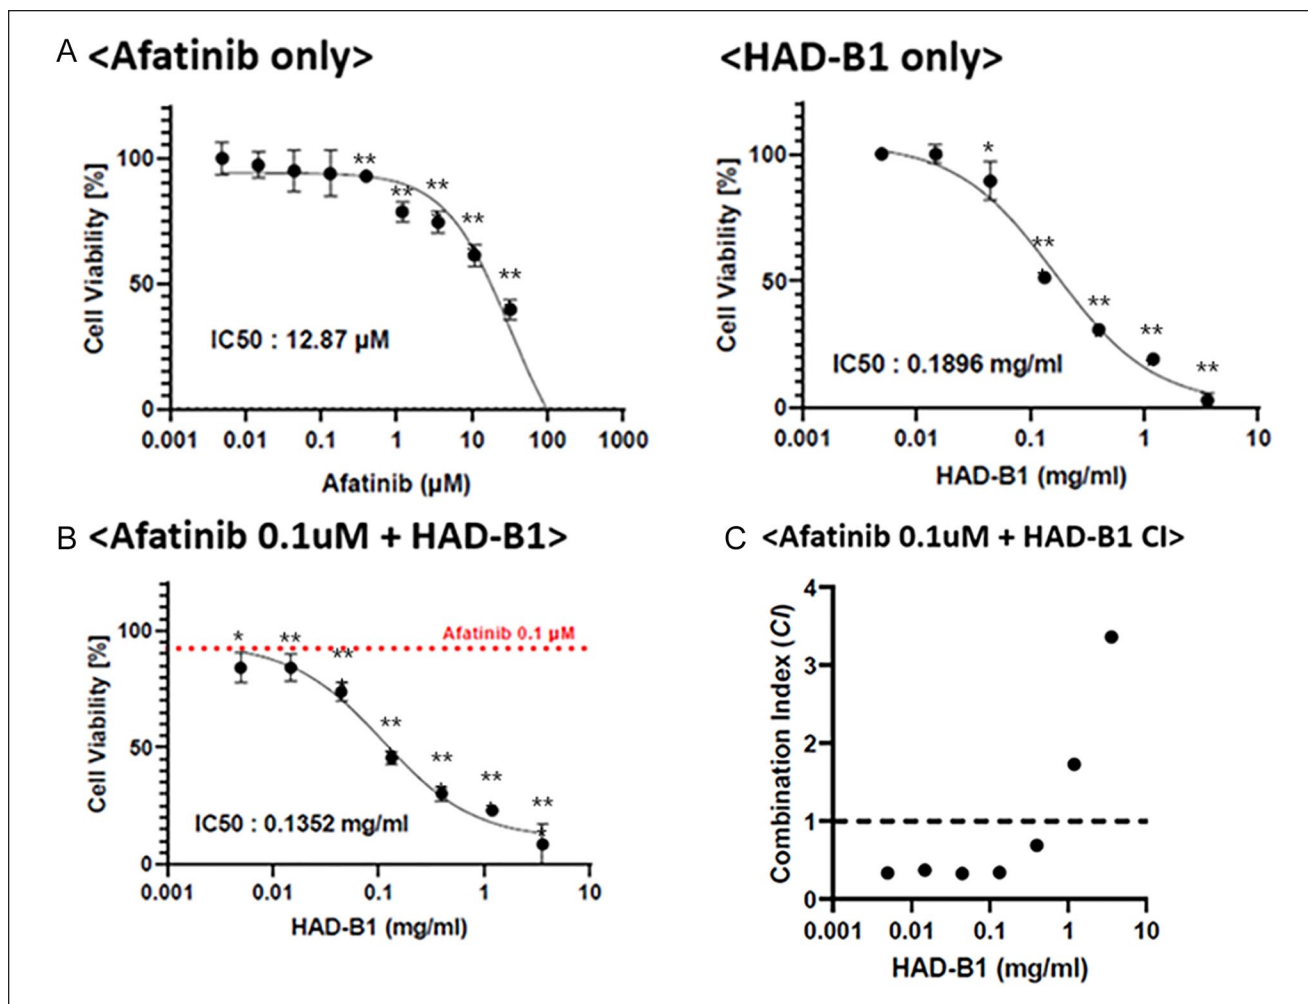 A <Afatinib only>
Cell Viability [%]
100
50
0
** ** ** ** **
IC50 : 12.87 µM
0.001 0.01 0.1 1 10 100 1000
Afatinib (µM)
<HAD-B1 only>
Cell Viability [%]
100
50
0
* ** ** ** **
IC50 : 0.1896 mg/ml
0.001 0.01 0.1 1 10
HAD-B1 (mg/ml)
B <Afatinib 0.1uM + HAD-B1>
Cell Viability [%]
100
50
0
Afatinib 0.1 µM
* ** ** ** ** ** **
IC50 : 0.1352 mg/ml
0.001 0.01 0.1 1 10
HAD-B1 (mg/ml)
C <Afatinib 0.1uM + HAD-B1 CI>
Combination Index (CI)
4
3
2
1
0
0.001 0.01 0.1 1 10
HAD-B1 (mg/ml)